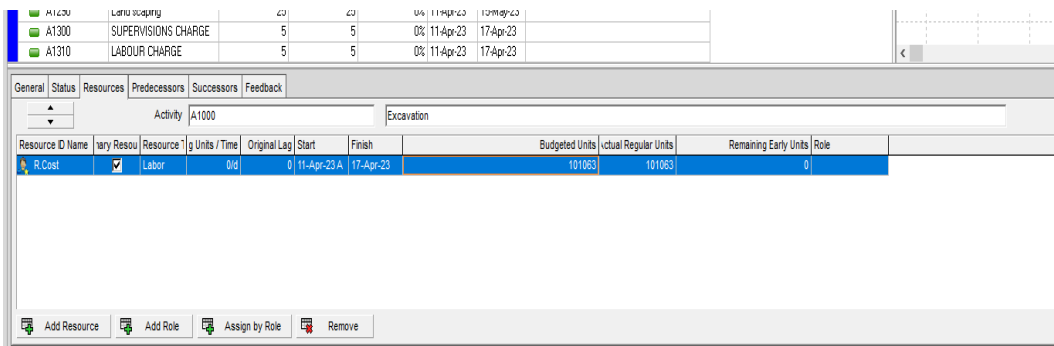 A1290 Land scaping 25 25 0% 11-Apr-23 15-May-23
A1300 SUPERVISIONS CHARGE 5 5 0% 11-Apr-23 17-Apr-23
A1310 LABOUR CHARGE 5 5 0% 11-Apr-23 17-Apr-23
General Status Resources Predecessors Successors Feedback
Activity A1000 Excavation
Resource ID Name nary Resou Resource T g Units / Time Original Lag Start Finish Budgeted Units Actual Regular Units Remaining Early Units Role
R.Cost Labor 0/d 0 11-Apr-23 A 17-Apr-23 101063 101063 0
Add Resource Add Role Assign by Role Remove